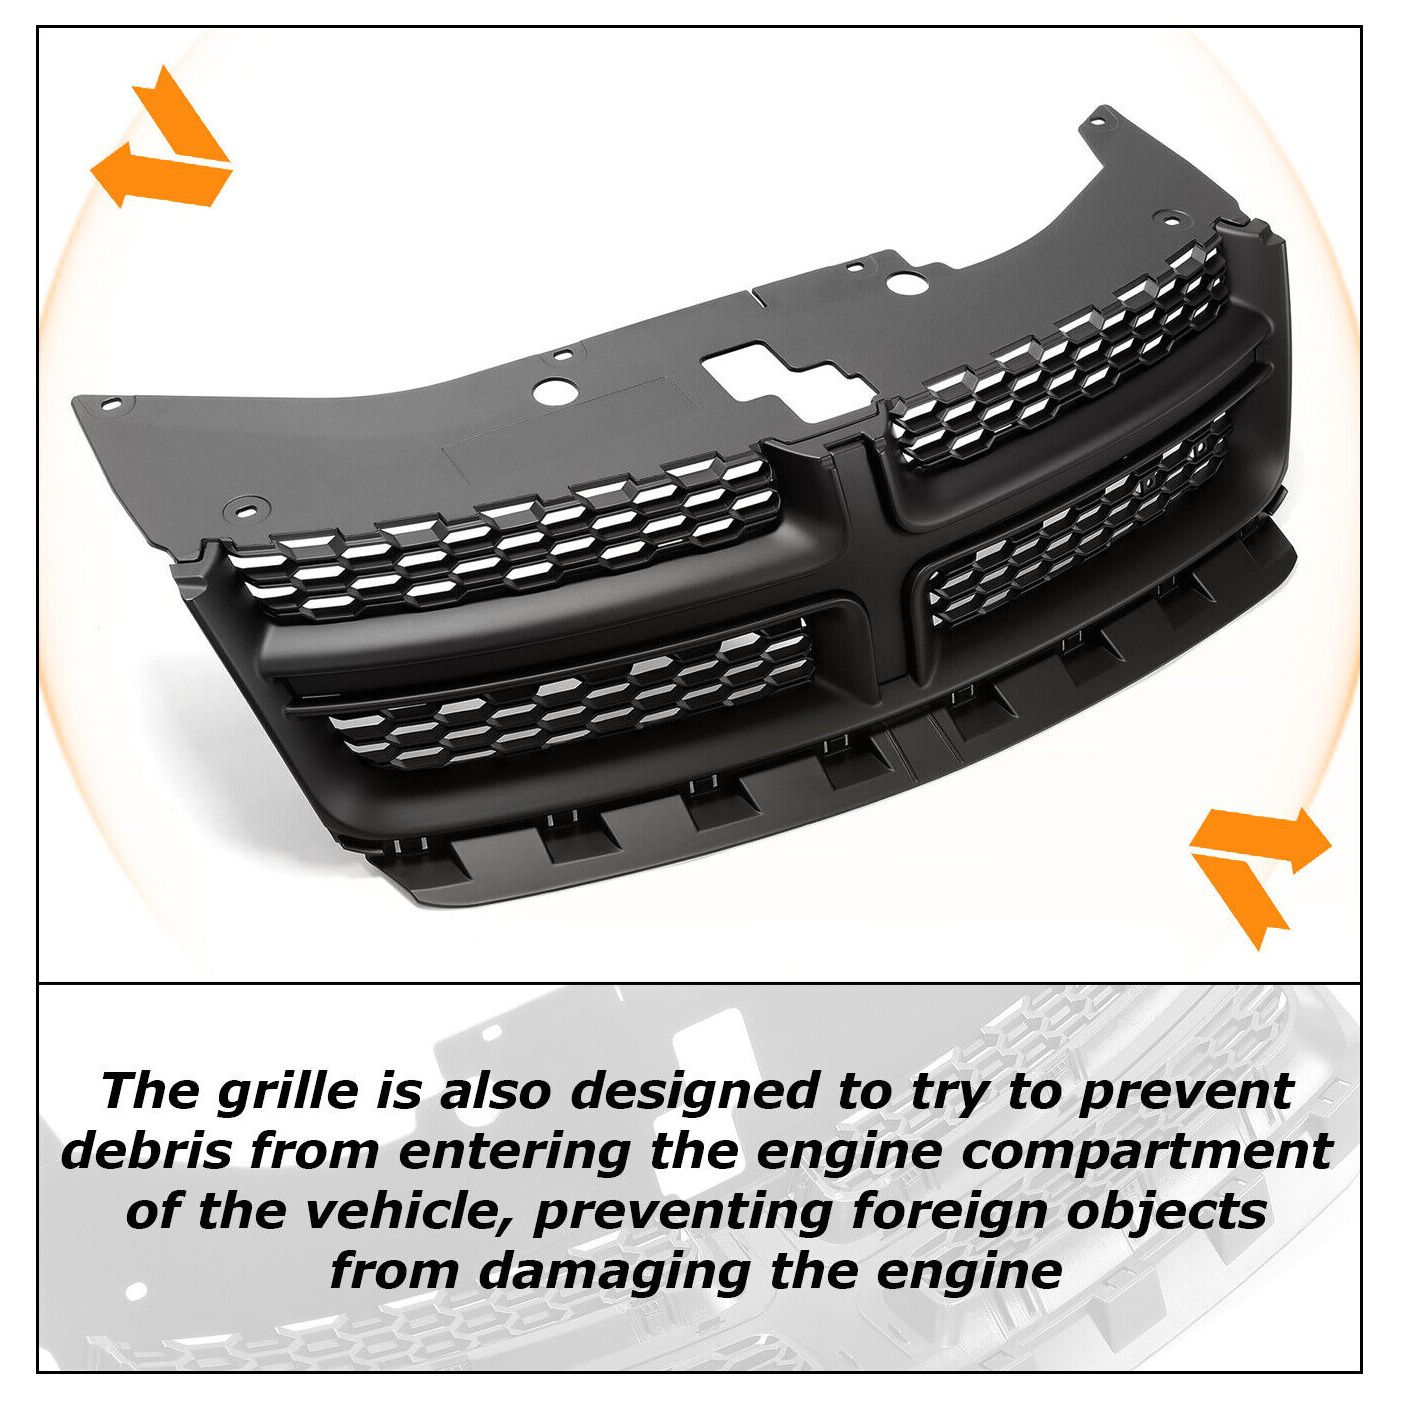 The grille is also designed to try to prevent
debris from entering the engine compartment
of the vehicle, preventing foreign objects
from damaging the engine